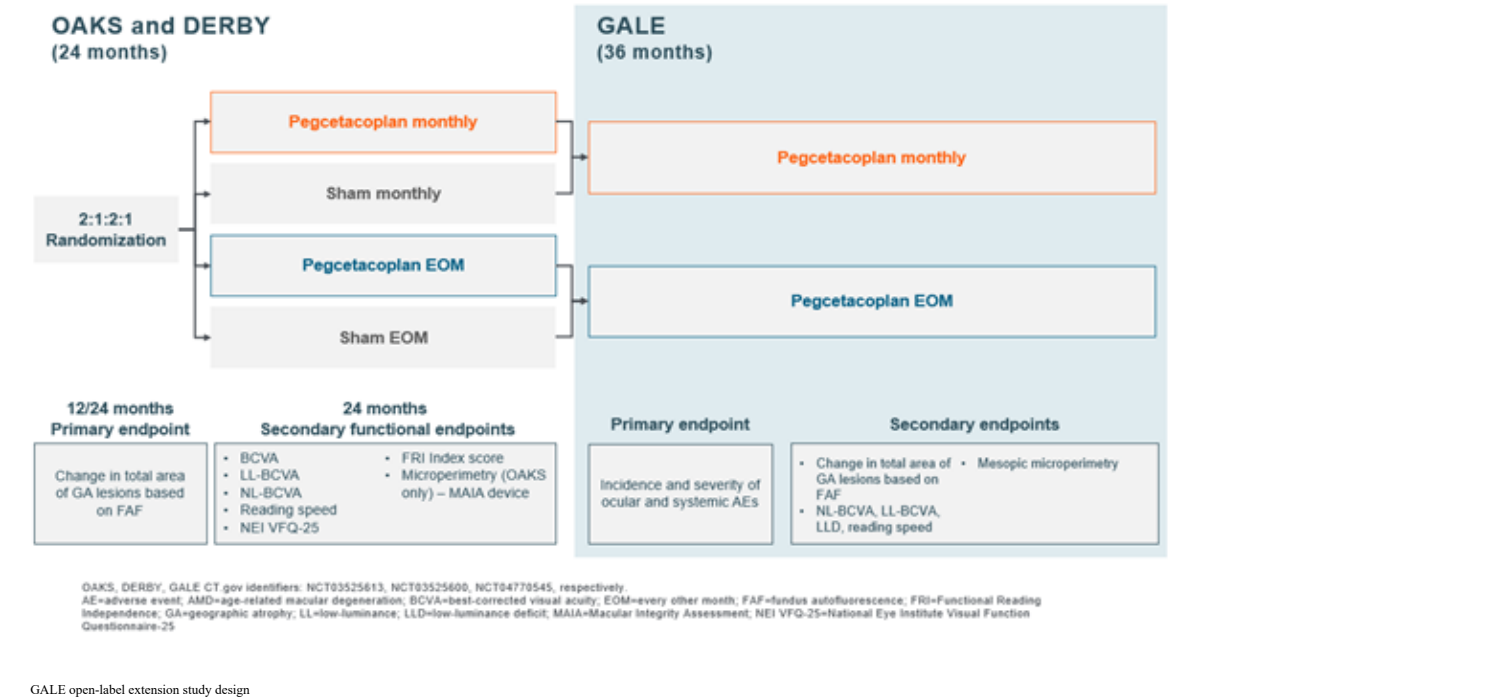 OAKS and DERBY
(24 months)
GALE
(36 months)
2:1:2:1
Randomization
Pegcetacoplan monthly
Sham monthly
Pegcetacoplan EOM
Sham EOM
Pegcetacoplan monthly
Pegcetacoplan EOM
12/24 months
Primary endpoint
Change in total area
of GA lesions based
on FAF
24 months
Secondary functional endpoints
• BCVA
• LL-BCVA
• NL-BCVA
• Reading speed
• NEI VFQ-25
• FRI Index score
• Microperimetry (OAKS
only) – MAIA device
Primary endpoint
Incidence and severity of
ocular and systemic AEs
Secondary endpoints
• Change in total area of
GA lesions based on
FAF
• NL-BCVA, LL-BCVA,
LLD, reading speed
• Mesopic microperimetry
OAKS, DERBY, GALE CT.gov identifiers: NCT03525613, NCT03525600, NCT04770545, respectively.
AE=adverse event; AMD=age-related macular degeneration; BCVA=best-corrected visual acuity; EOM=every other month; FAF=fundus autofluorescence; FRI=Functional Reading
Independence; GA=geographic atrophy; LL=low-luminance; LLD=low-luminance deficit; MAIA=Macular Integrity Assessment; NEI VFQ-25=National Eye Institute Visual Function
Questionnaire-25
GALE open-label extension study design